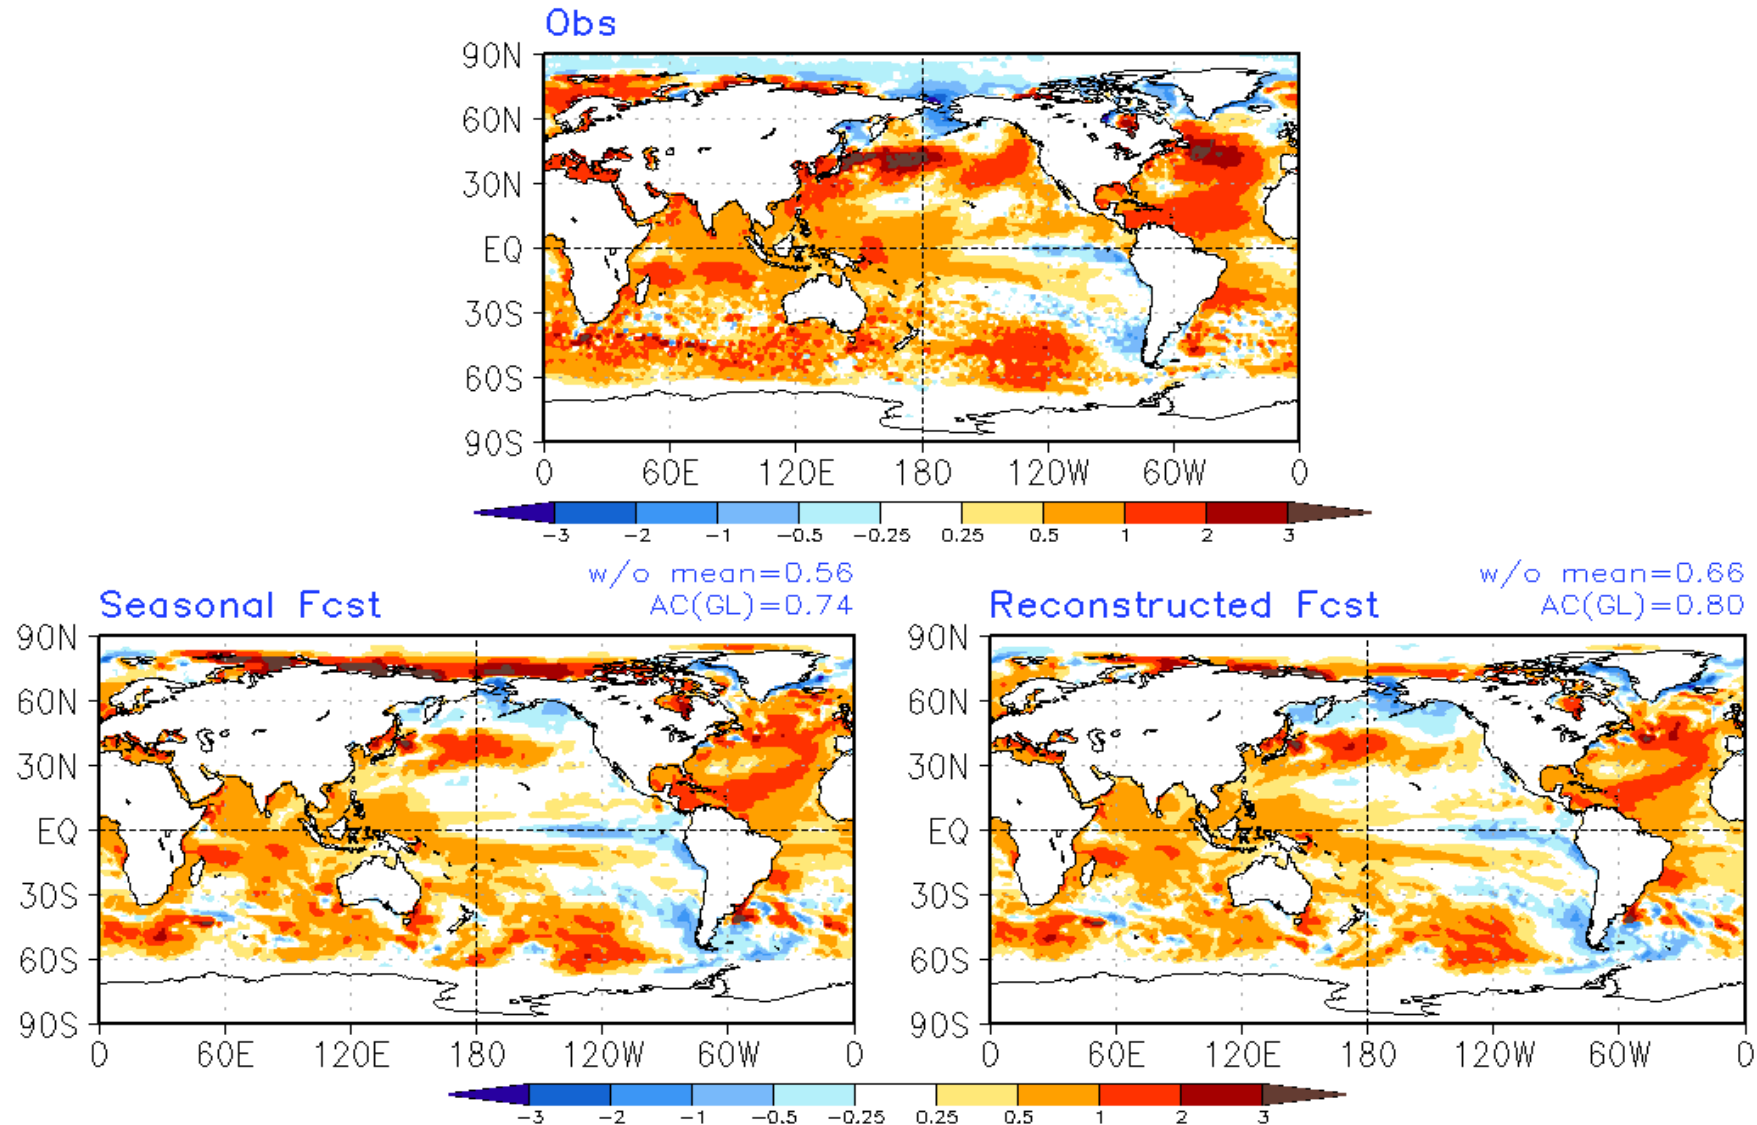 Obs
90N
60N
30N
EQ
30S
60S
90S
0 60E 120E 180 120W 60W 0
-3 -2 -1 -0.5 -0.25 0.25 0.5 1 2 3
w/o mean=0.56
Seasonal Fcst AC(GL)=0.74
90N
60N
30N
EQ
30S
60S
90S
0 60E 120E 180 120W 60W 0
w/o mean=0.66
Reconstructed Fcst AC(GL)=0.80
90N
60N
30N
EQ
30S
60S
90S
0 60E 120E 180 120W 60W 0
-3 -2 -1 -0.5 -0.25 0.25 0.5 1 2 3